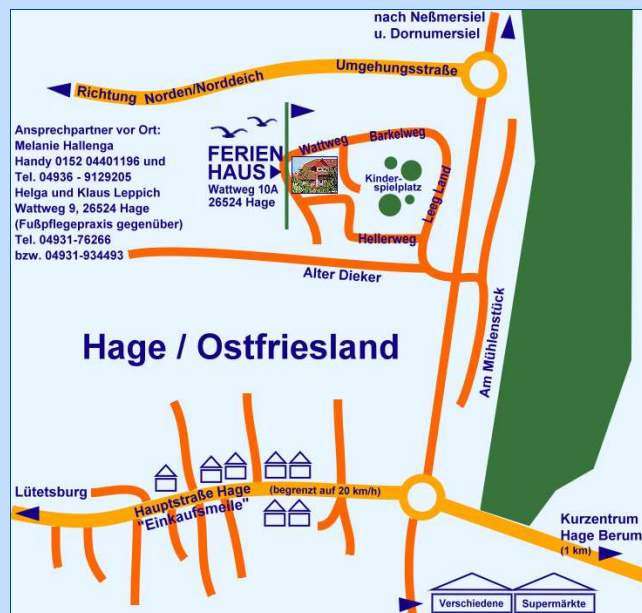 nach Neßmersiel
u. Dornumersiel
Umgehungsstraße
Richtung Norden/Norddeich
Ansprechpartner vor Ort:
Melanie Hallenga
Handy 0152 04401196 und
Tel. 04936 - 9129205
Helga und Klaus Leppich
Wattweg 9, 26524 Hage
(Fußpflegepraxis gegenüber)
Tel. 04931-76266
bzw. 04931-934493
FERIEN
HAUS
Wattweg 10A
26524 Hage
Wattweg
Barkelweg
Kinder-
spielplatz
Leeg Land
Hellerweg
Alter Dieker
Am Mühlenstück
Hage / Ostfriesland
Lütetsburg
Hauptstraße Hage
"Einkaufsmeile"
(begrenzt auf 20 km/h)
Kurzentrum
Hage Berum
(1 km)
Verschiedene
Supermärkte